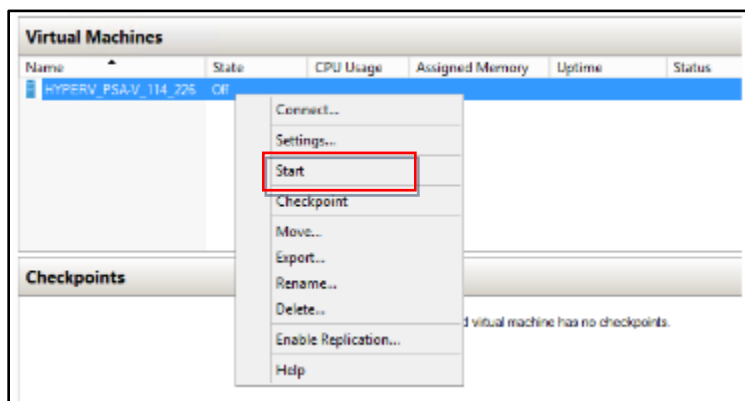 Virtual Machines
Name State CPU Usage Assigned Memory Uptime Status
HYPERV_PSA-V_114_226 Off
Connect...
Settings...
Start
Checkpoint
Move...
Export...
Rename...
Delete...
Enable Replication...
Help
Checkpoints
d virtual machine has no checkpoints.